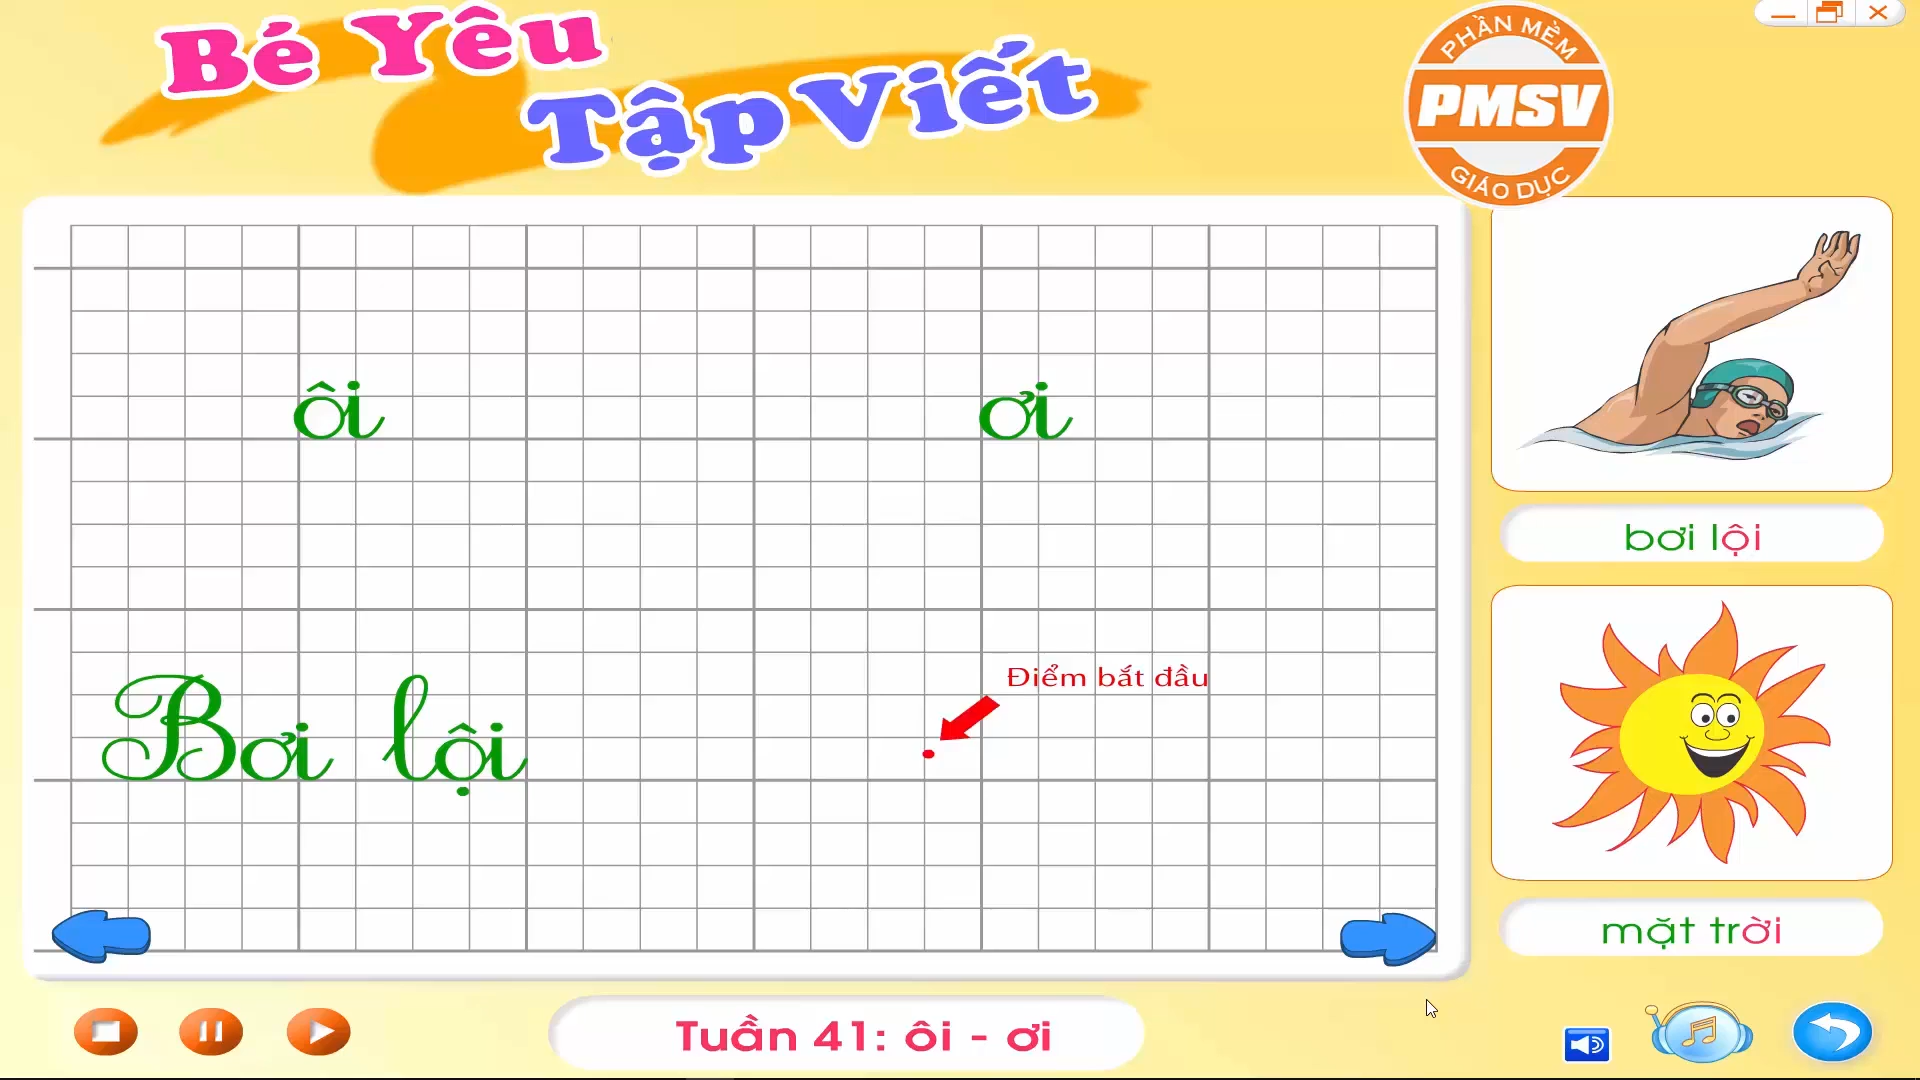 Bé Yêu
Tập Viết
PHẦN MỀM
PMSV
GIÁO DỤC
ôi
ơi
Điểm bắt đầu
Bơi lội
bơi lội
mặt trời
Tuần 41: ôi - ơi